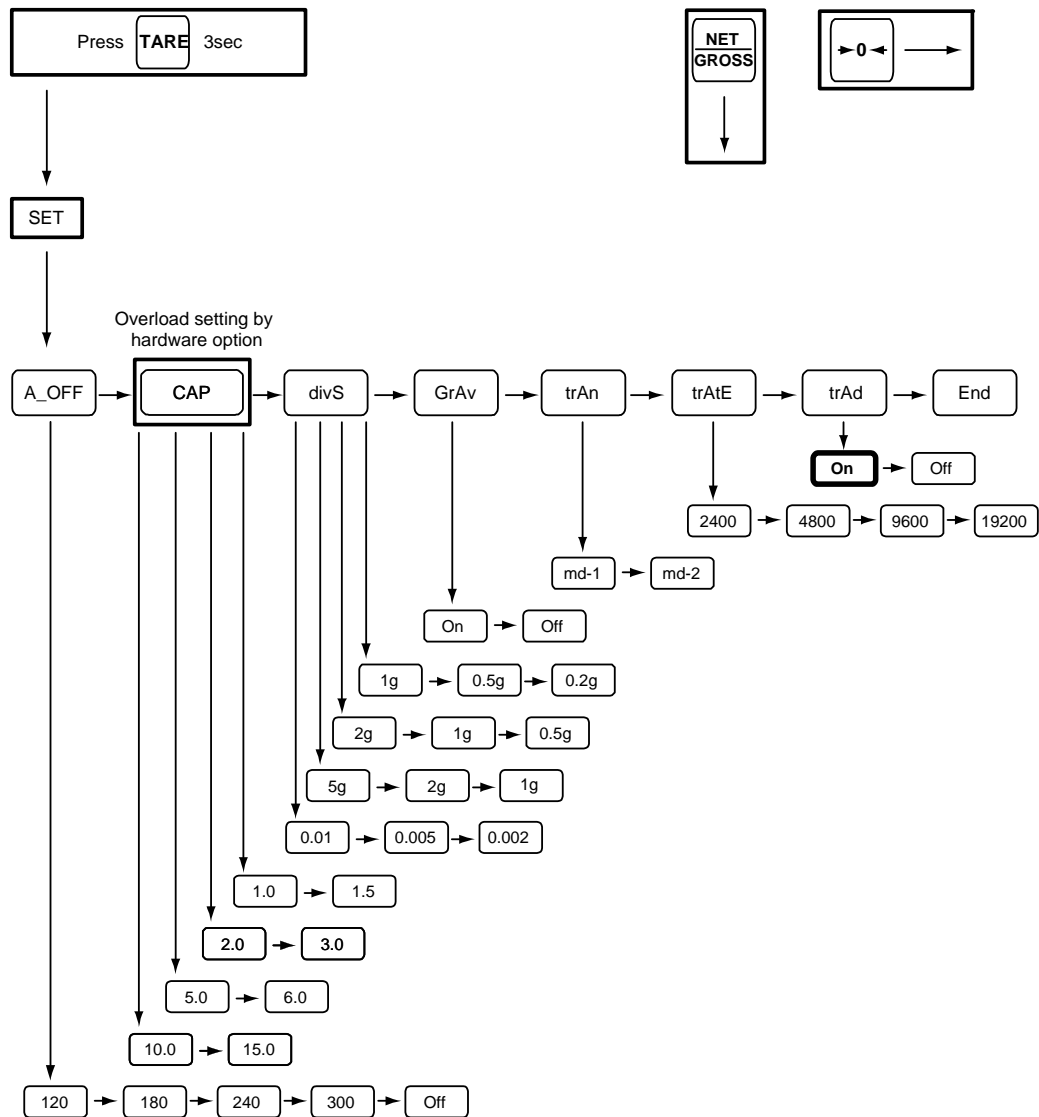 Press TARE 3sec
NET
GROSS
0
SET
Overload setting by
hardware option
A_OFF CAP divS GrAv trAn trAtE trAd End
On Off
2400 4800 9600 19200
md-1 md-2
On Off
1g 0.5g 0.2g
2g 1g 0.5g
5g 2g 1g
0.01 0.005 0.002
1.0 1.5
2.0 3.0
5.0 6.0
10.0 15.0
120 180 240 300 Off